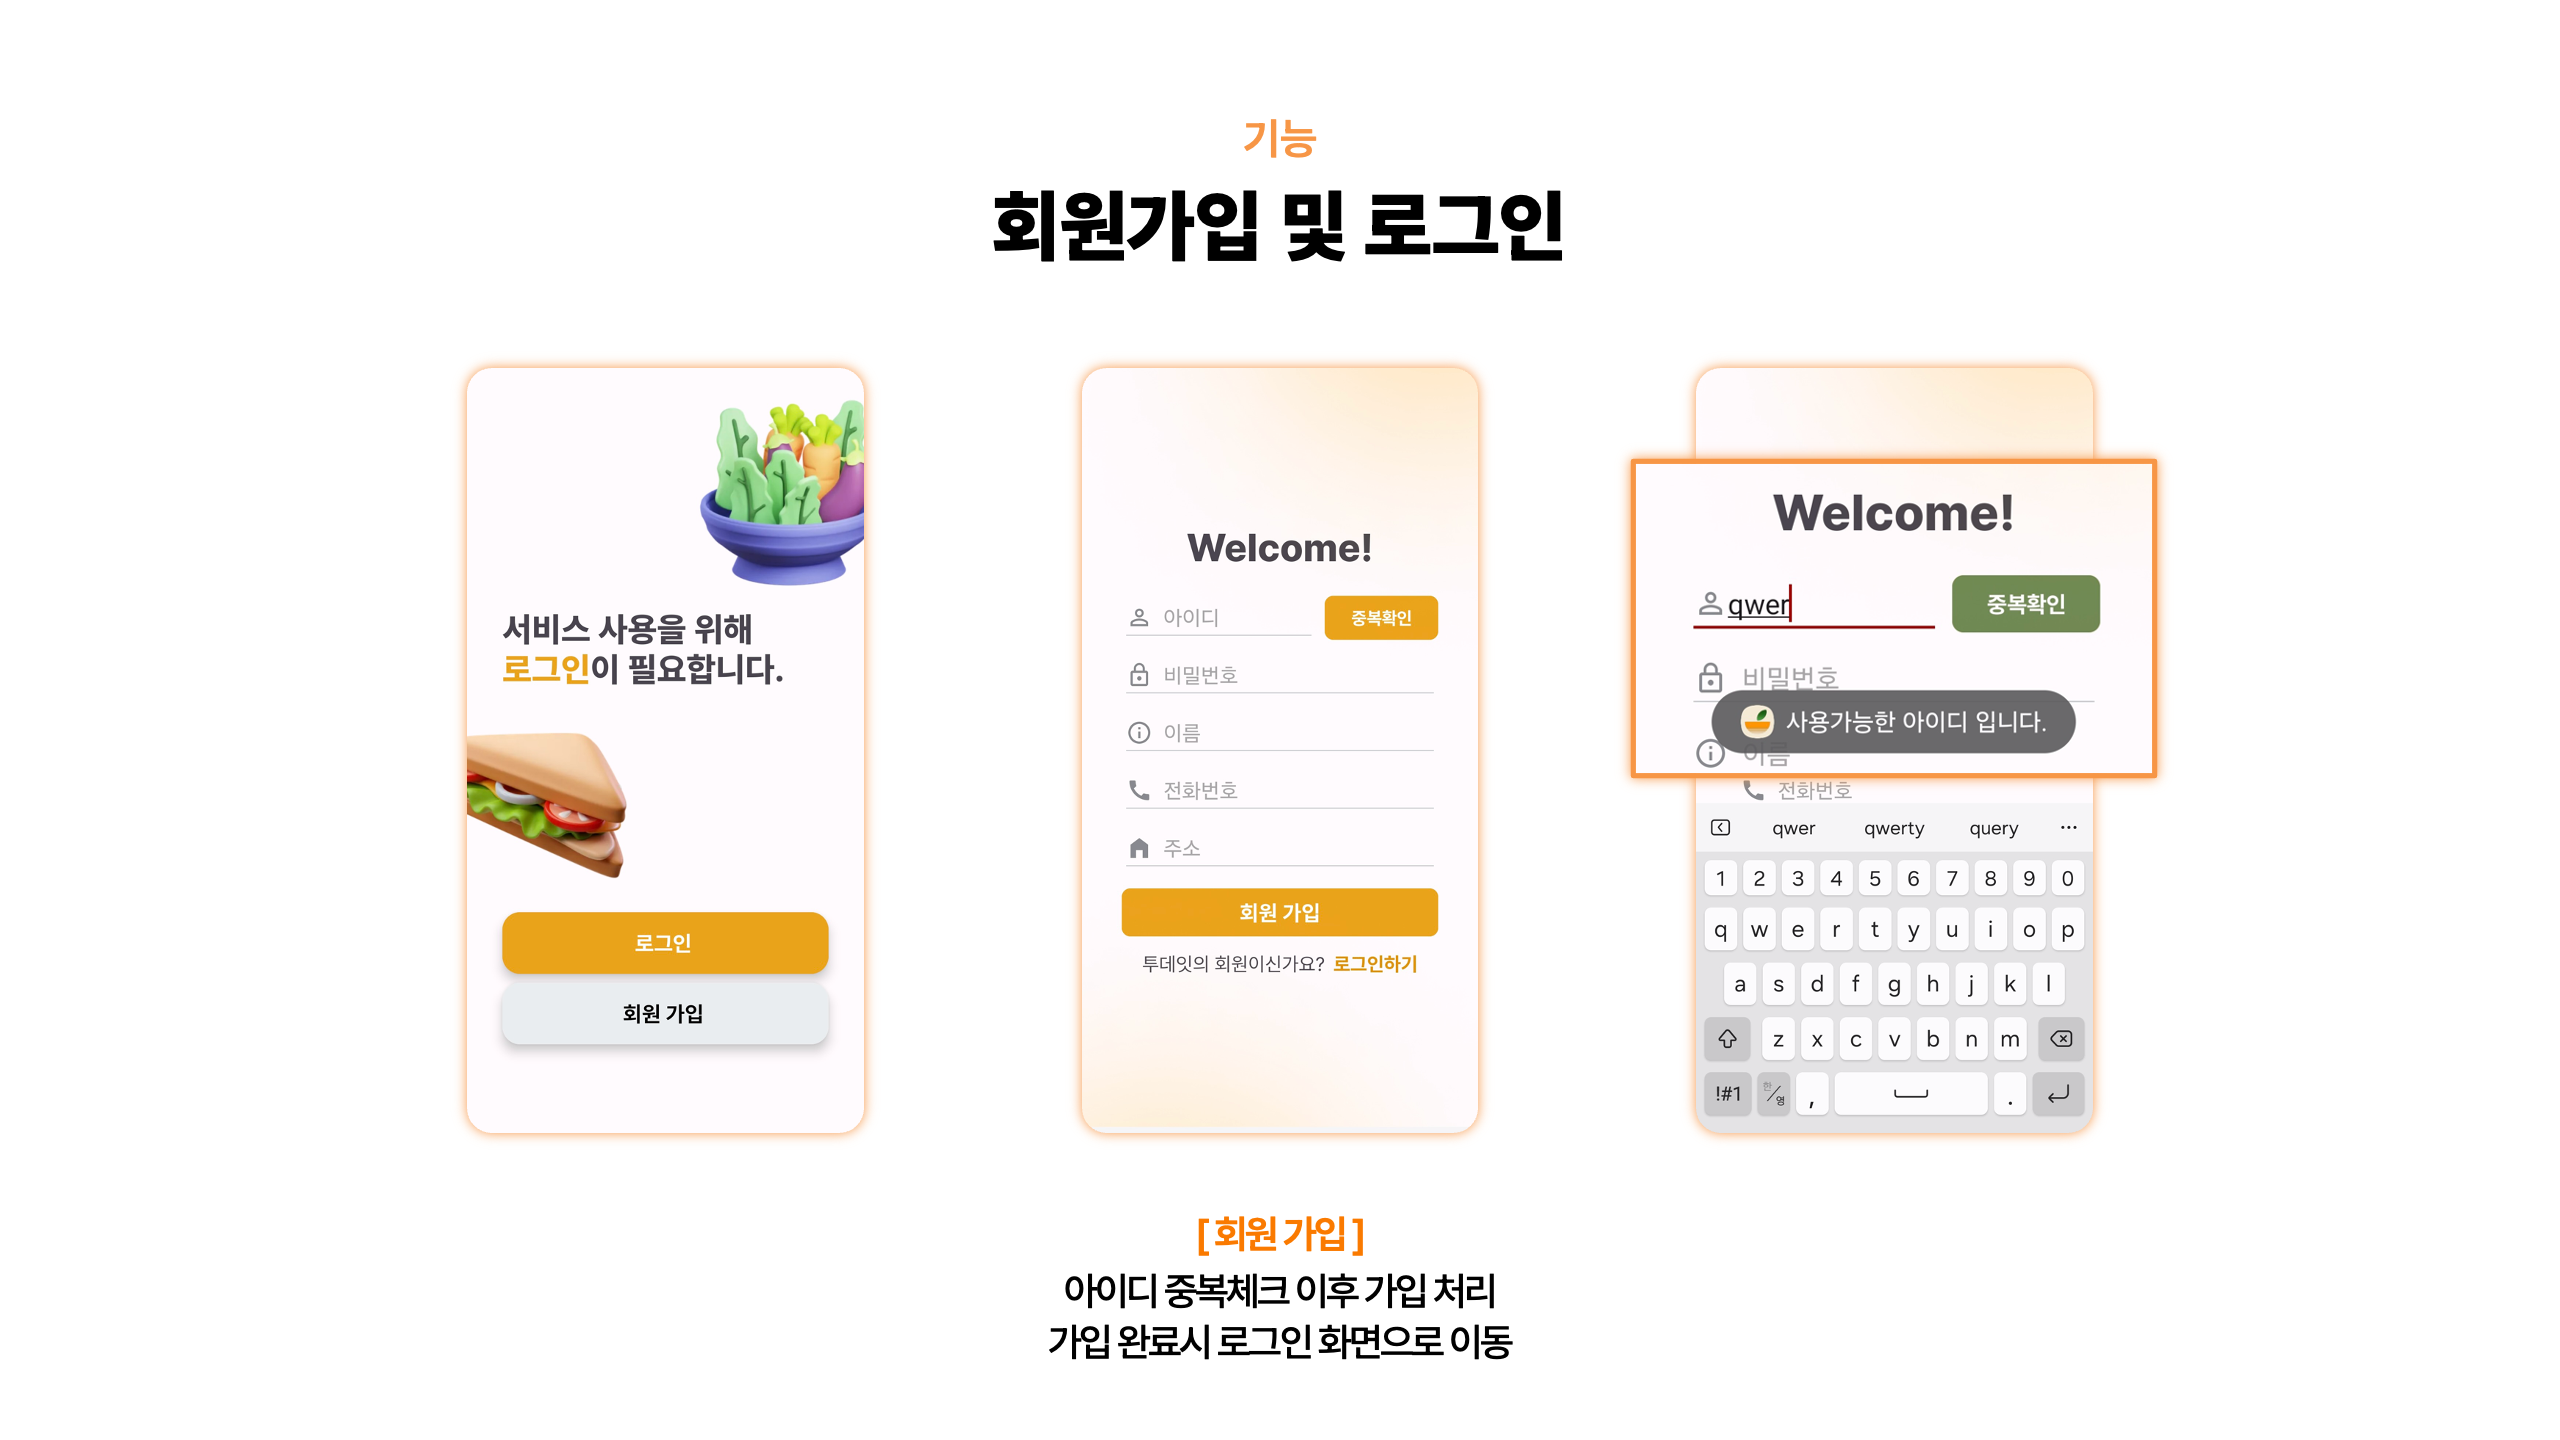 기능
회원가입 및 로그인
서비스 사용을 위해
로그인이 필요합니다.
로그인
회원 가입
Welcome!
아이디 중복확인
비밀번호
이름
전화번호
주소
회원 가입
투데잇의 회원이신가요? 로그인하기
Welcome!
qwer 중복확인
비밀번호
사용가능한 아이디 입니다.
이름
전화번호
qwer qwerty query ...
1 2 3 4 5 6 7 8 9 0
q w e r t y u i o p
a s d f g h j k l
z x c v b n m
!#1 한/영 , .
[ 회원 가입 ]
아이디 중복체크 이후 가입 처리
가입 완료시 로그인 화면으로 이동